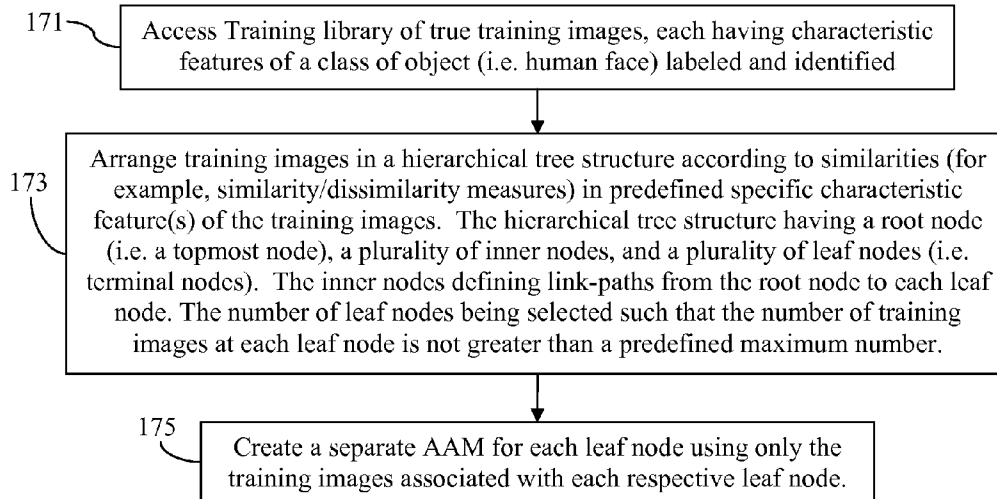 171
Access Training library of true training images, each having characteristic
features of a class of object (i.e. human face) labeled and identified
173
Arrange training images in a hierarchical tree structure according to similarities (for
example, similarity/dissimilarity measures) in predefined specific characteristic
feature(s) of the training images. The hierarchical tree structure having a root node
(i.e. a topmost node), a plurality of inner nodes, and a plurality of leaf nodes (i.e.
terminal nodes). The inner nodes defining link-paths from the root node to each leaf
node. The number of leaf nodes being selected such that the number of training
images at each leaf node is not greater than a predefined maximum number.
175
Create a separate AAM for each leaf node using only the
training images associated with each respective leaf node.